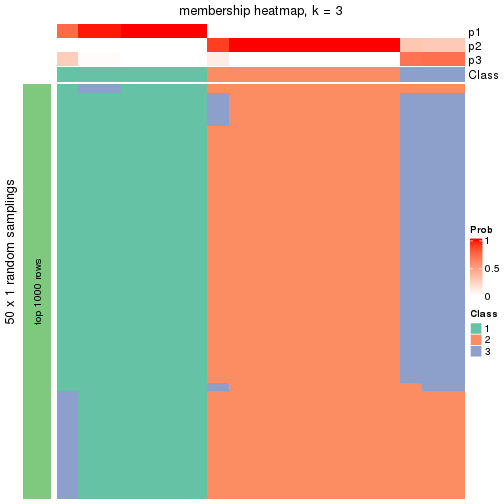 membership heatmap, k = 3
p1
p2
p3
Class
50 x 1 random samplings
top 1000 rows
Prob
1
0.5
0
Class
1
2
3